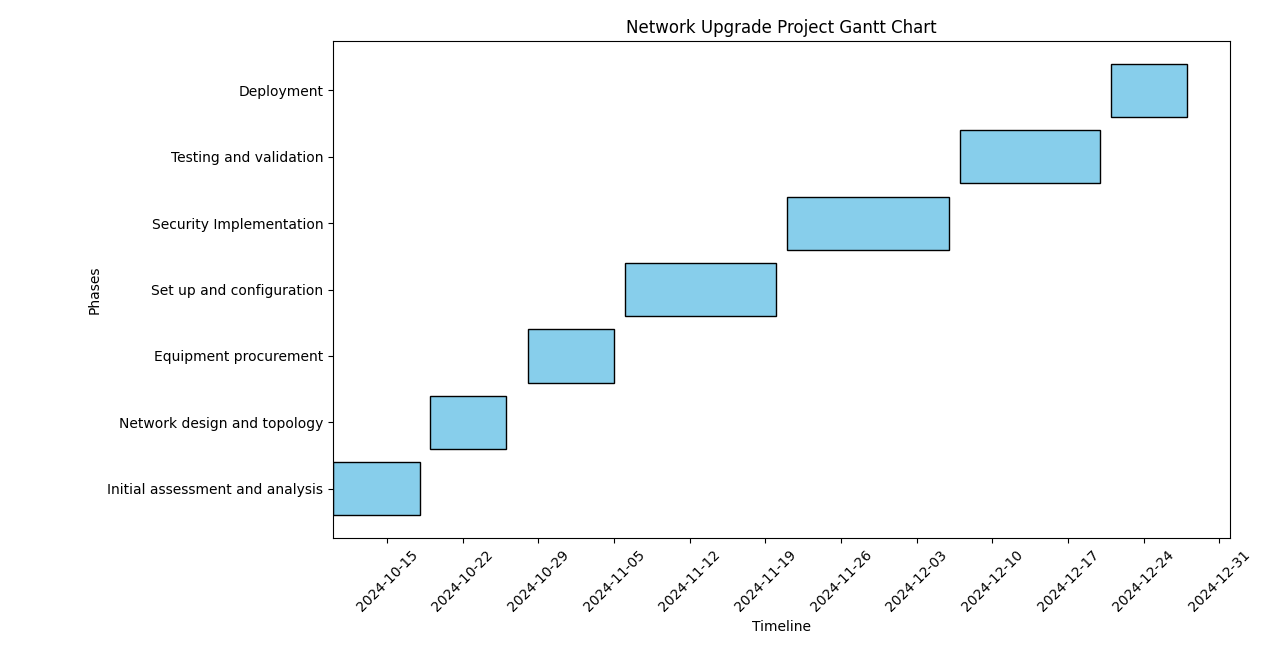 Network Upgrade Project Gantt Chart
Phases
Deployment
Testing and validation
Security Implementation
Set up and configuration
Equipment procurement
Network design and topology
Initial assessment and analysis
2024-10-15
2024-10-22
2024-10-29
2024-11-05
2024-11-12
2024-11-19
2024-11-26
2024-12-03
2024-12-10
2024-12-17
2024-12-24
2024-12-31
Timeline